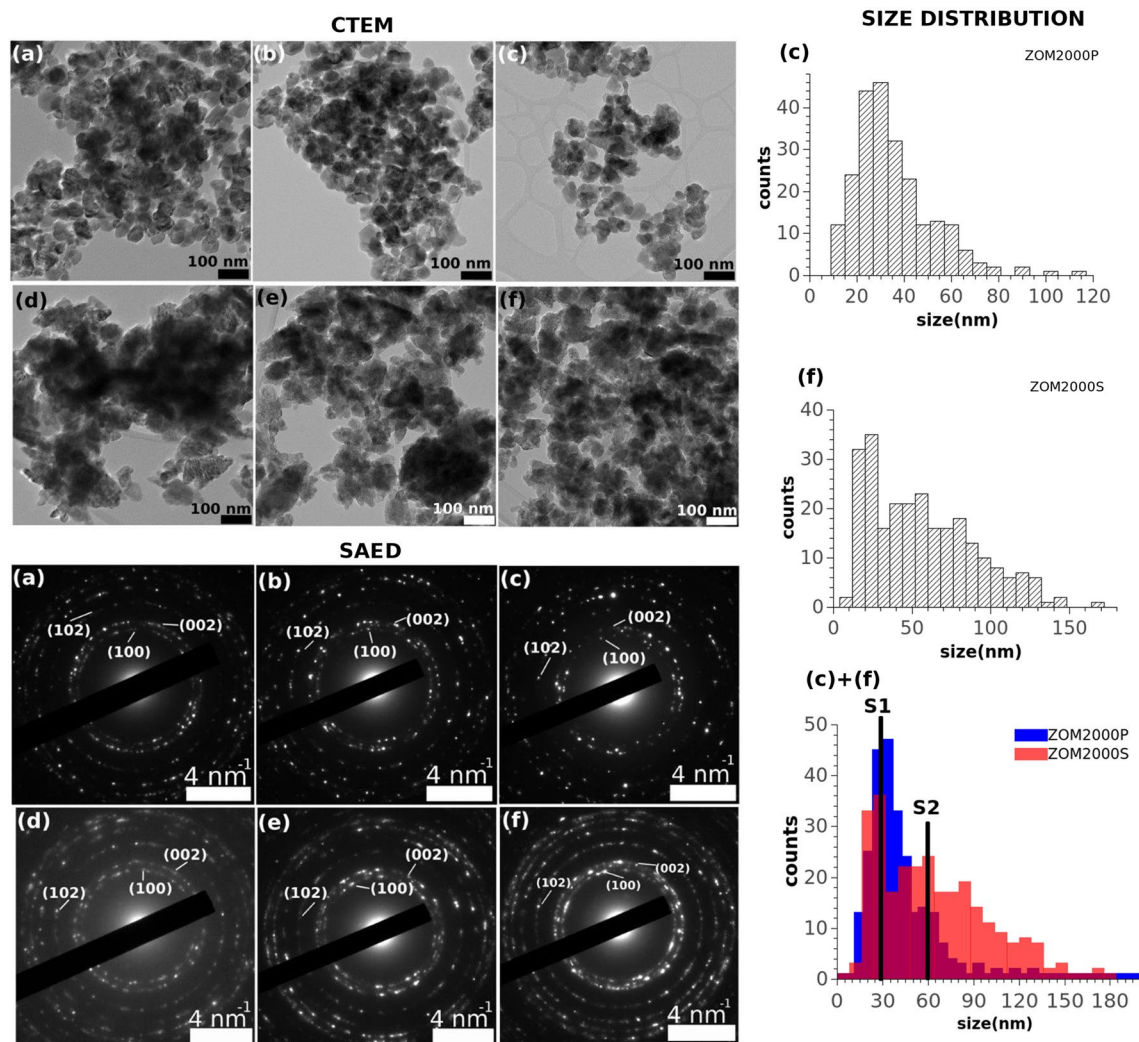 CTEM
(a)
(b)
(c)
100 nm
100 nm
100 nm
(d)
(e)
(f)
100 nm
100 nm
100 nm
SAED
(a)
(b)
(c)
(102)
(002)
(100)
(102)
(002)
(100)
(102)
(002)
(100)
4 nm-1
4 nm-1
4 nm-1
(d)
(e)
(f)
(102)
(002)
(100)
(102)
(002)
(100)
(102)
(002)
(100)
4 nm-1
4 nm-1
4 nm-1
SIZE DISTRIBUTION
(c)
ZOM2000P
counts
40
30
20
10
0
0 20 40 60 80 100 120
size(nm)
(f)
ZOM2000S
counts
40
30
20
10
0
0 50 100 150
size(nm)
(c)+(f)
S1
S2
ZOM2000P
ZOM2000S
counts
50
40
30
20
10
0
0 30 60 90 120 150 180
size(nm)